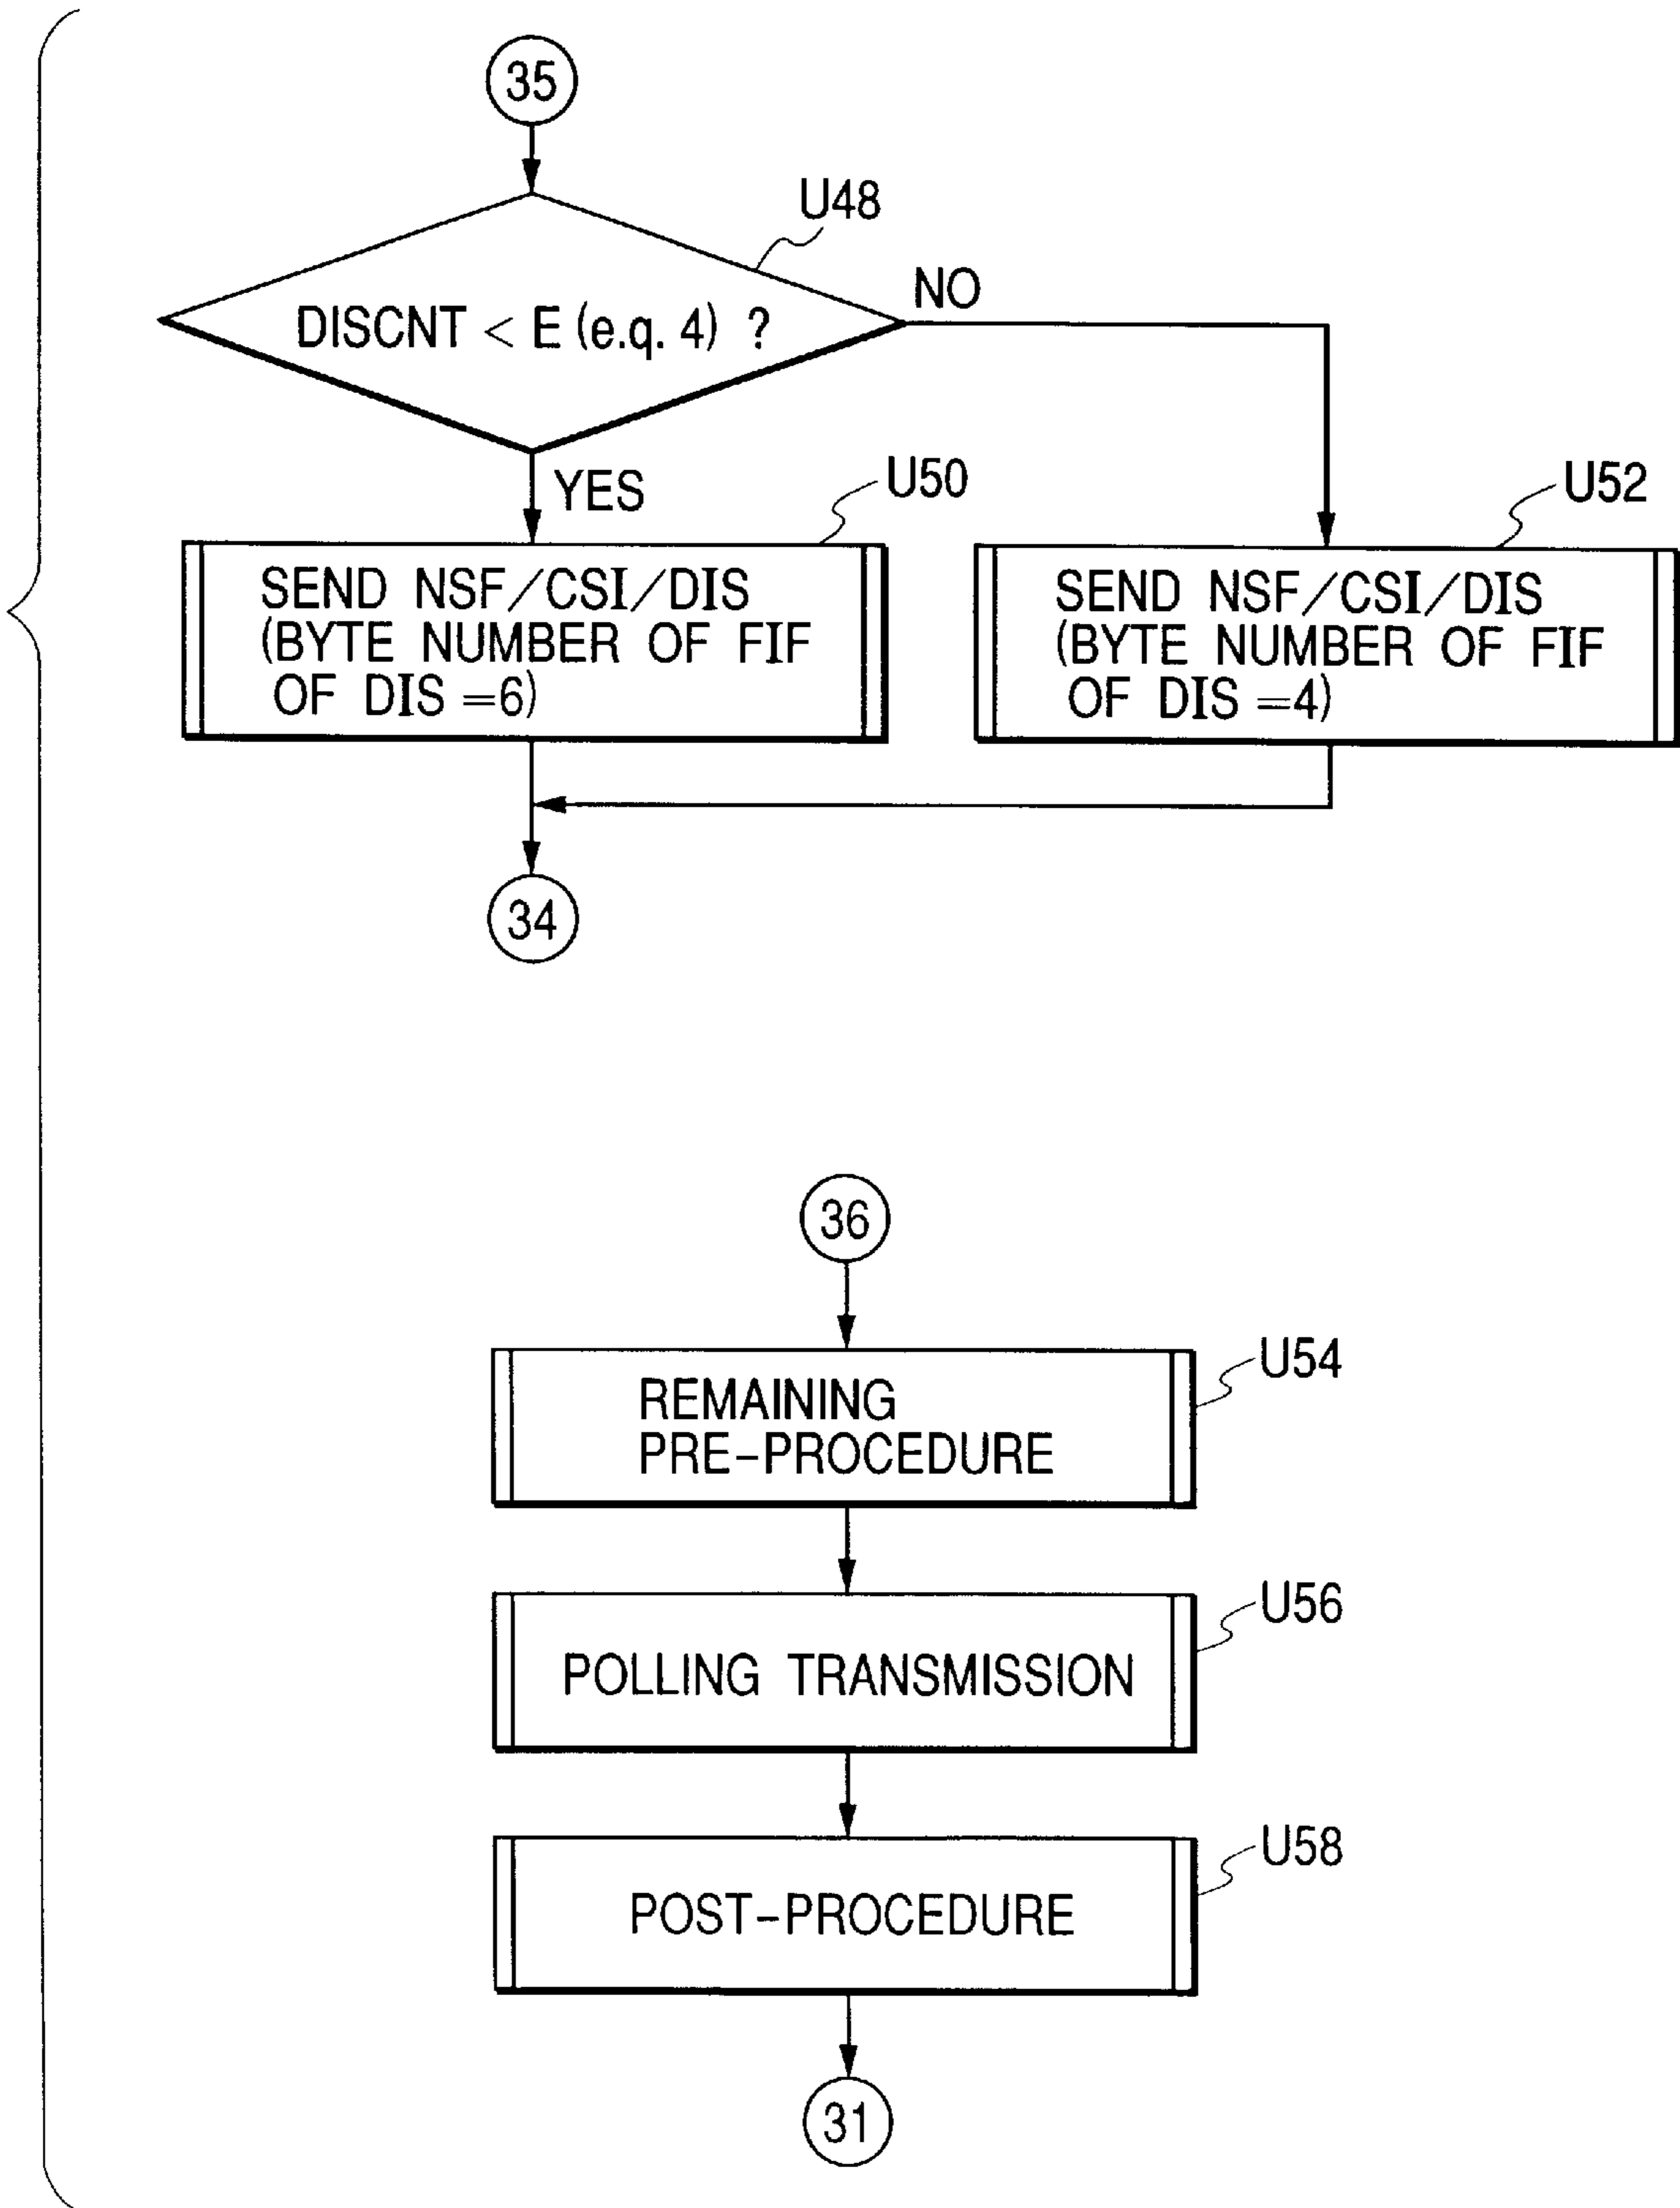 35
U48
DISCNT < E (e.q. 4) ?
NO
YES
U50
U52
SEND NSF/CSI/DIS
(BYTE NUMBER OF FIF
OF DIS =6)
SEND NSF/CSI/DIS
(BYTE NUMBER OF FIF
OF DIS =4)
34
36
U54
REMAINING
PRE-PROCEDURE
U56
POLLING TRANSMISSION
U58
POST-PROCEDURE
31